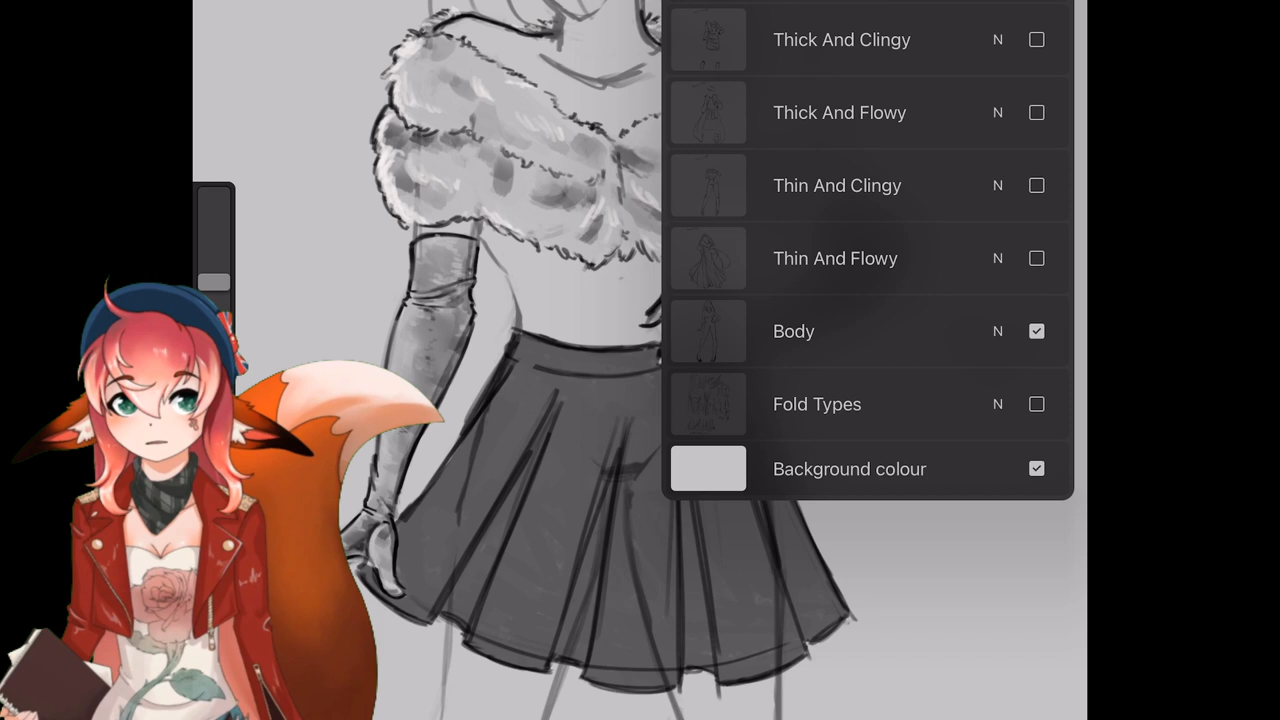 Thick And Clingy N
Thick And Flowy N
Thin And Clingy N
Thin And Flowy N
Body N
Fold Types N
Background colour